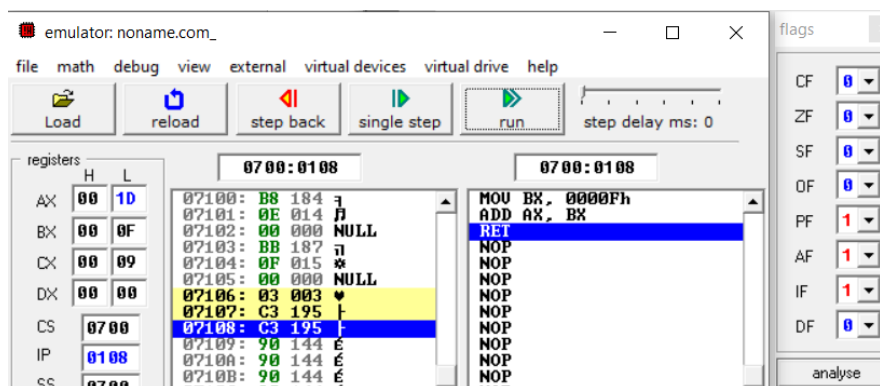 emulator: noname.com_
flags
file math debug view external virtual devices virtual drive help
Load reload step back single step run step delay ms: 0
registers
H L
0700:0108 0700:0108
AX 00 1D
BX 00 0F
CX 00 09
DX 00 00
CS 0700
IP 0108
SS 0700
07100: B8 184 ╕
07101: 0E 014 ♫
07102: 00 000 NULL
07103: BB 187 ╗
07104: 0F 015 ☼
07105: 00 000 NULL
07106: 03 003 ♥
07107: C3 195 ├
07108: C3 195 ├
07109: 90 144 É
0710A: 90 144 É
0710B: 90 144 É
MOV BX, 0000Fh
ADD AX, BX
RET
NOP
NOP
NOP
NOP
NOP
NOP
NOP
NOP
NOP
CF 0
ZF 0
SF 0
OF 0
PF 1
AF 1
IF 1
DF 0
analyse